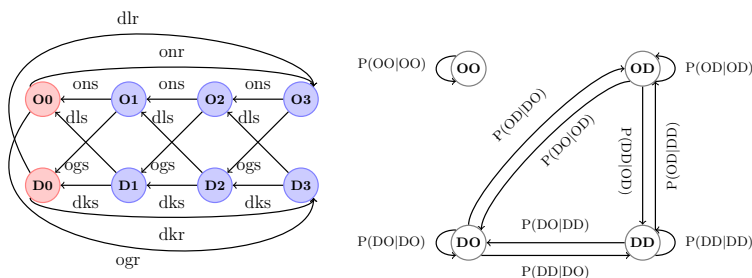 dlr
onr
ons ons ons
O0 O1 O2 O3
dls dls dls
ogs ogs ogs
D0 D1 D2 D3
dks dks dks
dkr
ogr
P(OO|OO) OO OD P(OD|OD)
P(OD|DO)
P(DO|OD)
P(DD|OD)
P(OD|DD)
P(DO|DD)
P(DO|DO) DO DD P(DD|DD)
P(DD|DO)